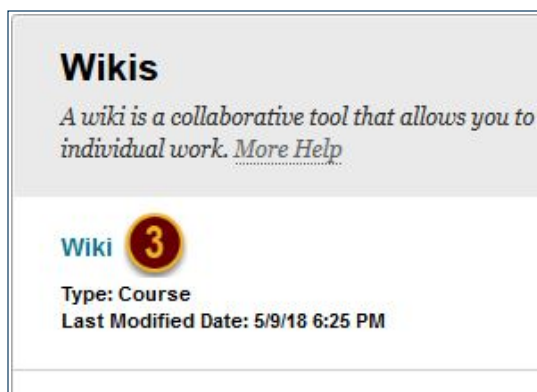 Wikis
A wiki is a collaborative tool that allows you to
individual work. More Help
Wiki 3
Type: Course
Last Modified Date: 5/9/18 6:25 PM